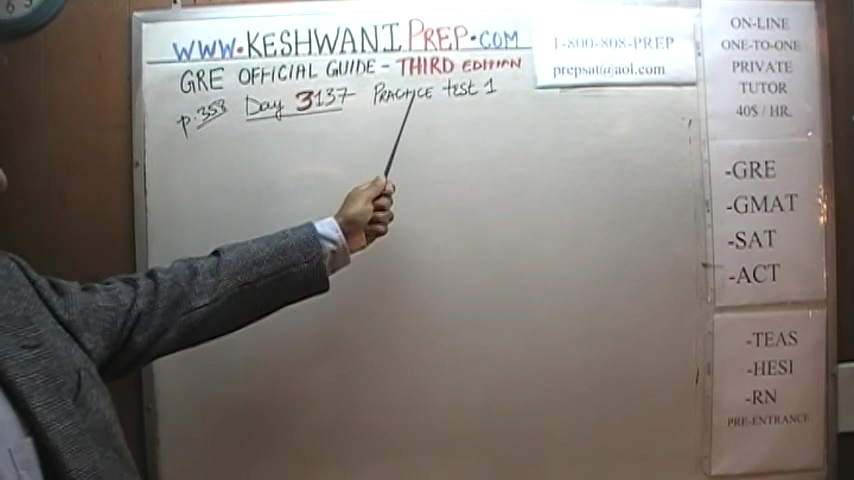 WWW.KESHWANIPREP.COM
GRE OFFICIAL GUIDE - THIRD EDITION
p.353 Day 3137 PRACTICE test 1
1-800-808-PREP
prepsat@aol.com
ON-LINE
ONE-TO-ONE
PRIVATE
TUTOR
40$ / HR.
-GRE
-GMAT
-SAT
-ACT
-TEAS
-HESI
-RN
PRE-ENTRANCE